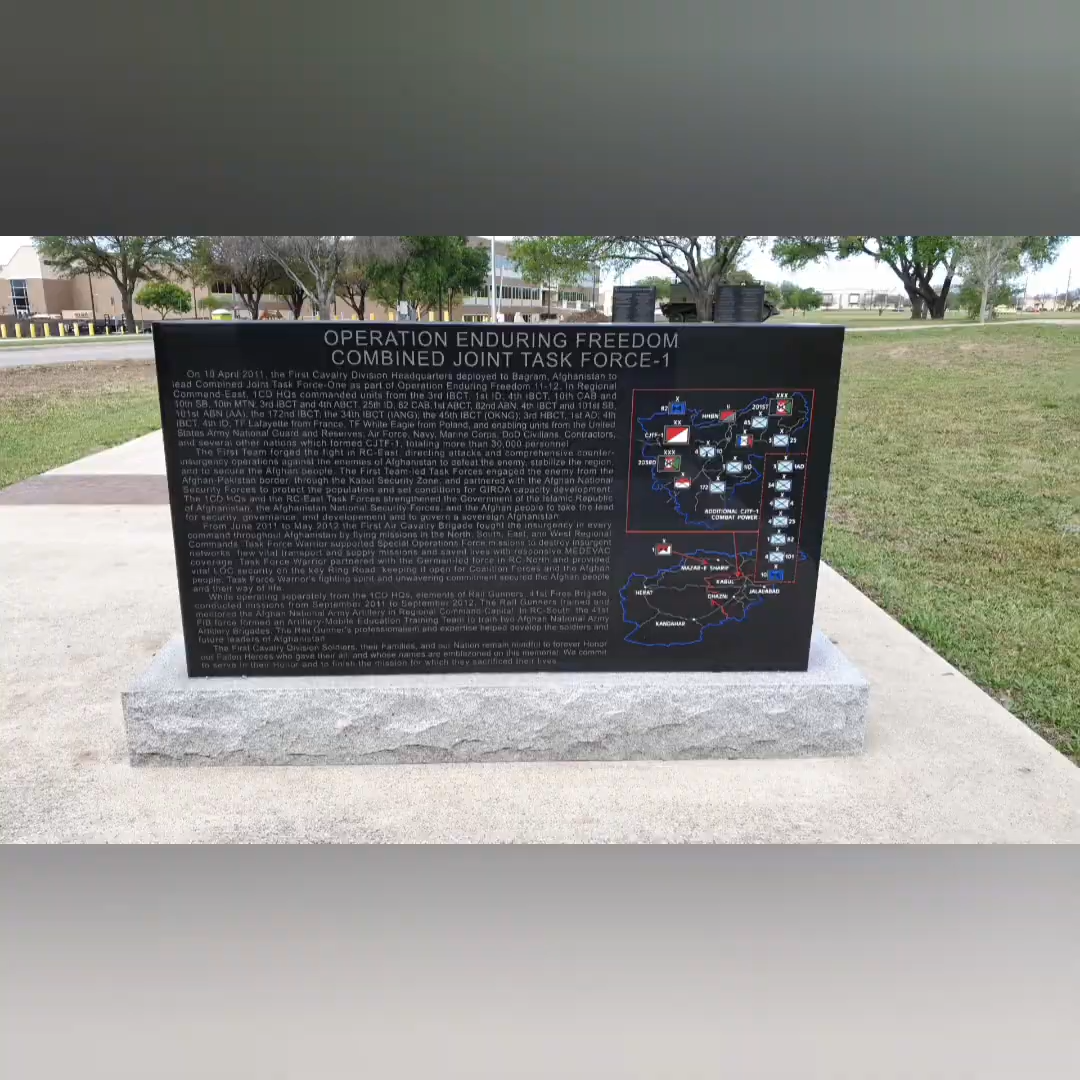 OPERATION ENDURING FREEDOM
COMBINED JOINT TASK FORCE-1
On 18 April 2011, the First Cavalry Division Headquarters deployed to Bagram, Afghanistan to
lead Combined Joint Task Force-One as part of Operation Enduring Freedom 11-12. In Regional
Command-East, 1CD HQs commanded units from the 3rd IBCT, 1st ID; 4th IBCT, 10th CAB and
10th SB, 10th MTN; 3rd IBCT and 4th ABCT, 25th ID; 82 CAB, 1st ABCT, 82nd ABN; 4th IBCT and 101st SB,
101st ABN (AA); the 172nd IBCT; the 34th IBCT (IANG); the 45th IBCT (OKNG); 3rd HBCT, 1st AD; 4th
IBCT, 4th ID; TF Lafayette from France, TF White Eagle from Poland, and enabling units from the United
States Army National Guard and Reserves, Air Force, Navy, Marine Corps, DoD Civilians, Contractors,
and several other nations which formed CJTF-1, totaling more than 30,000 personnel.
The First Team forged the fight in RC-East, directing attacks and comprehensive counter-
insurgency operations against the enemies of Afghanistan to defeat the enemy, stabilize the region,
and to secure the Afghan people. The First Team-led Task Forces engaged the enemy from the
Afghan-Pakistan border, through the Kabul Security Zone, and partnered with the Afghan National
Security Forces to protect the population and set conditions for GIROA capacity development.
The 1CD HQs and the RC-East Task Forces strengthened the Government of the Islamic Republic
of Afghanistan, the Afghanistan National Security Forces, and the Afghan people to take the lead
for security, governance, and developement and to govern a sovereign Afghanistan.
From June 2011 to May 2012 the First Air Cavalry Brigade fought the insurgency in every
command throughout Afghanistan by flying missions in the North, South, East, and West Regional
Commands. Task Force Warrior supported Special Operations Force missions to destroy insurgent
networks, flew vital transport and supply missions and saved lives with responsive MEDEVAC
coverage. Task Force Warrior partnered with the German-led force in RC-North and provided
vital LOC security on the key Ring Road, keeping it open for Coalition Forces and the Afghan
people. Task Force Warrior's fighting spirit and unwavering commitment secured the Afghan people
and their way of life.
While operating separately from the 1CD HQs, elements of Rail Gunners, 41st Fires Brigade
conducted missions from September 2011 to September 2012. The Rail Gunners trained and
mentored the Afghan National Army Artillery in Regional Command-Capital. In RC-South, the 41st
FIB force formed an Artillery-Mobile Education Training Team to train two Afghan National Army
Artillery Brigades. The Rail Gunner's professionalism and expertise helped develop the soldiers and
future leaders of Afghanistan.
The First Cavalry Division Soldiers, their Families, and our Nation remain mindful to forever Honor
our Fallen Heroes who gave their all, and whose names are emblazoned on this memorial. We commit
to serve in their Honor and to finish the mission for which they sacrificed their lives.
82
HHBN
201ST
XXX
45
CJTF-1
XX
25
4
10
203RD
XXX
172
1AD
34
4
4 25
82
4 101
10
ADDITIONAL CJTF-1
COMBAT POWER
1
MAZAR-E SHARIF
KABUL
HERAT
GHAZNI
JALALABAD
KANDAHAR